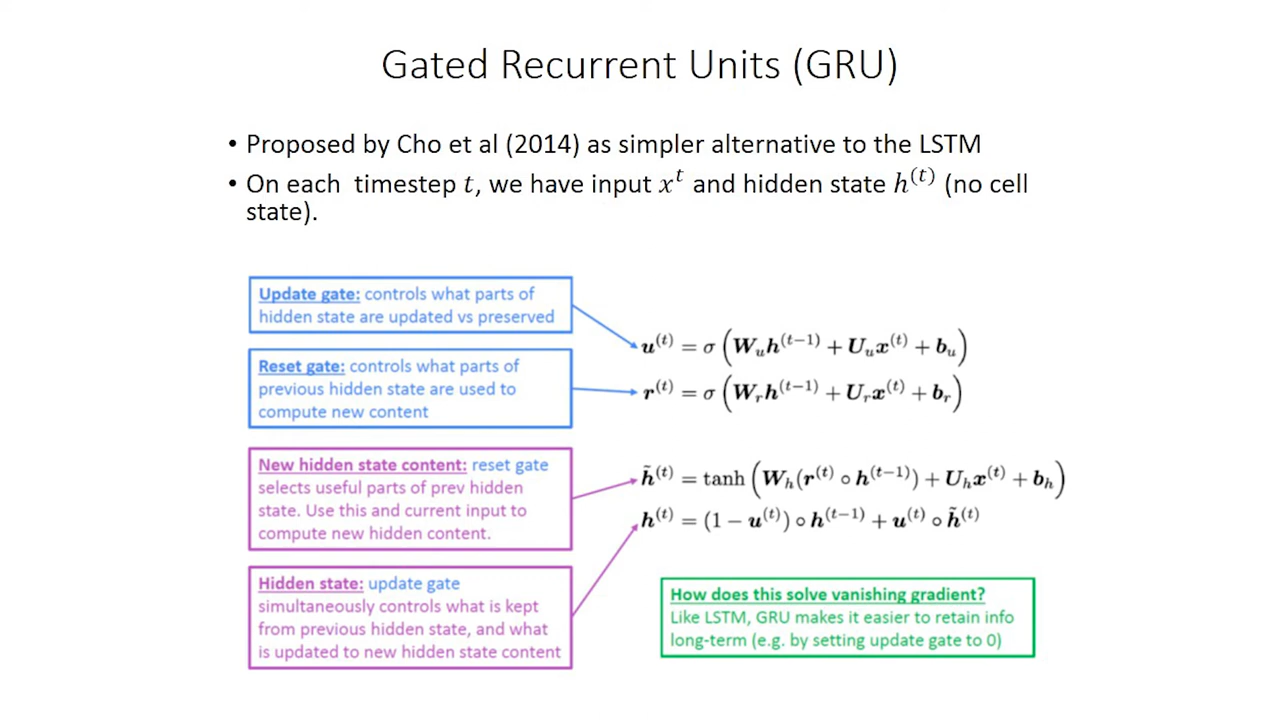 Gated Recurrent Units (GRU)
• Proposed by Cho et al (2014) as simpler alternative to the LSTM
• On each timestep t, we have input x^t and hidden state h^(t) (no cell
state).
Update gate: controls what parts of
hidden state are updated vs preserved
Reset gate: controls what parts of
previous hidden state are used to
compute new content
New hidden state content: reset gate
selects useful parts of prev hidden
state. Use this and current input to
compute new hidden content.
Hidden state: update gate
simultaneously controls what is kept
from previous hidden state, and what
is updated to new hidden state content
u^(t) = σ(W_u h^(t−1) + U_u x^(t) + b_u)
r^(t) = σ(W_r h^(t−1) + U_r x^(t) + b_r)
h̃^(t) = tanh(W_h(r^(t) ∘ h^(t−1)) + U_h x^(t) + b_h)
h^(t) = (1 − u^(t)) ∘ h^(t−1) + u^(t) ∘ h̃^(t)
How does this solve vanishing gradient?
Like LSTM, GRU makes it easier to retain info
long-term (e.g. by setting update gate to 0)